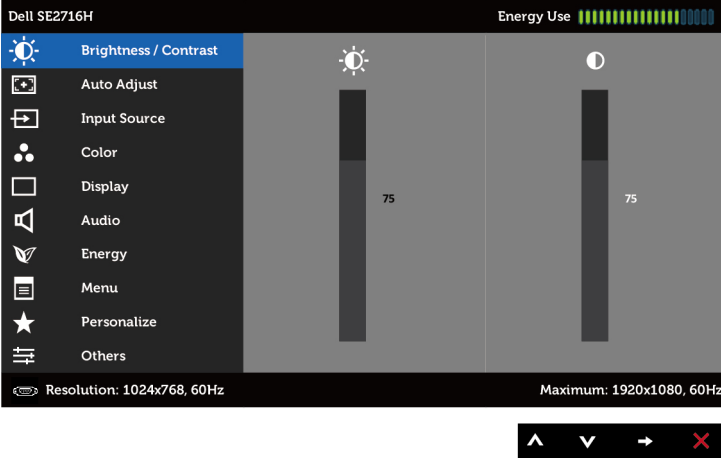 Dell SE2716H
Energy Use
Brightness / Contrast
Auto Adjust
Input Source
Color
Display
Audio
Energy
Menu
Personalize
Others
75
75
Resolution: 1024x768, 60Hz
Maximum: 1920x1080, 60Hz